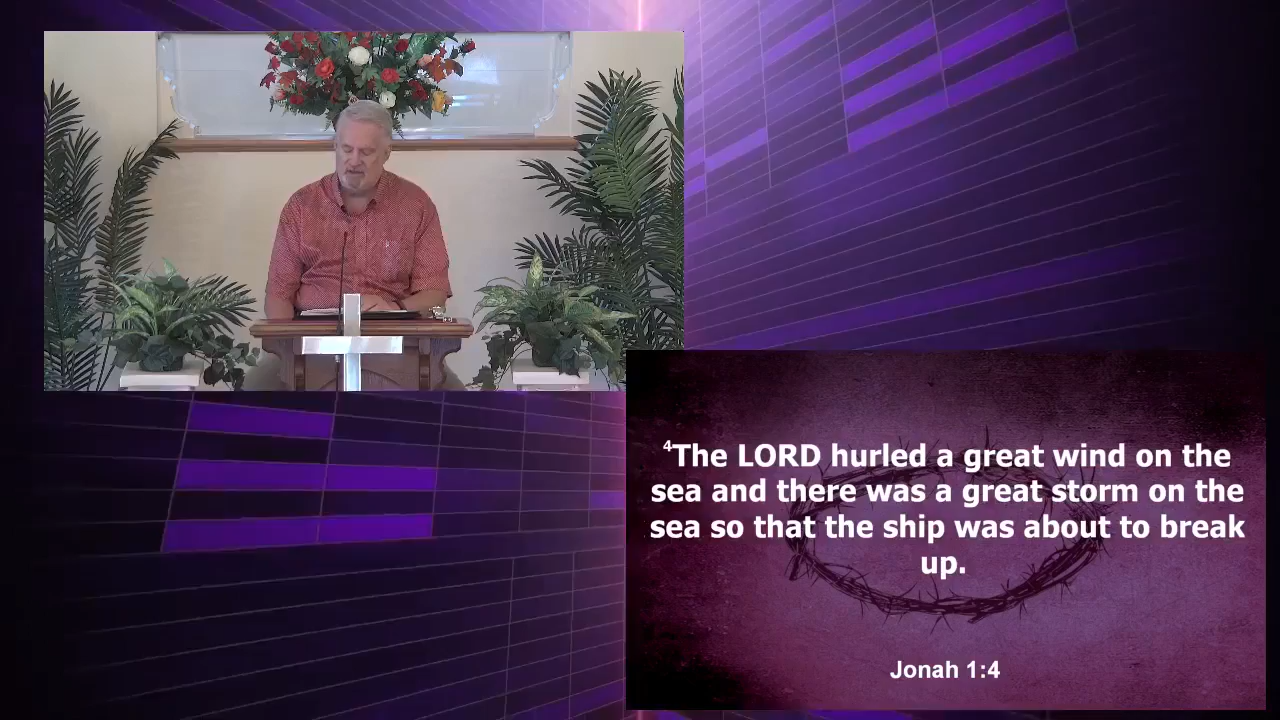 ⁴The LORD hurled a great wind on the
sea and there was a great storm on the
sea so that the ship was about to break
up.
Jonah 1:4